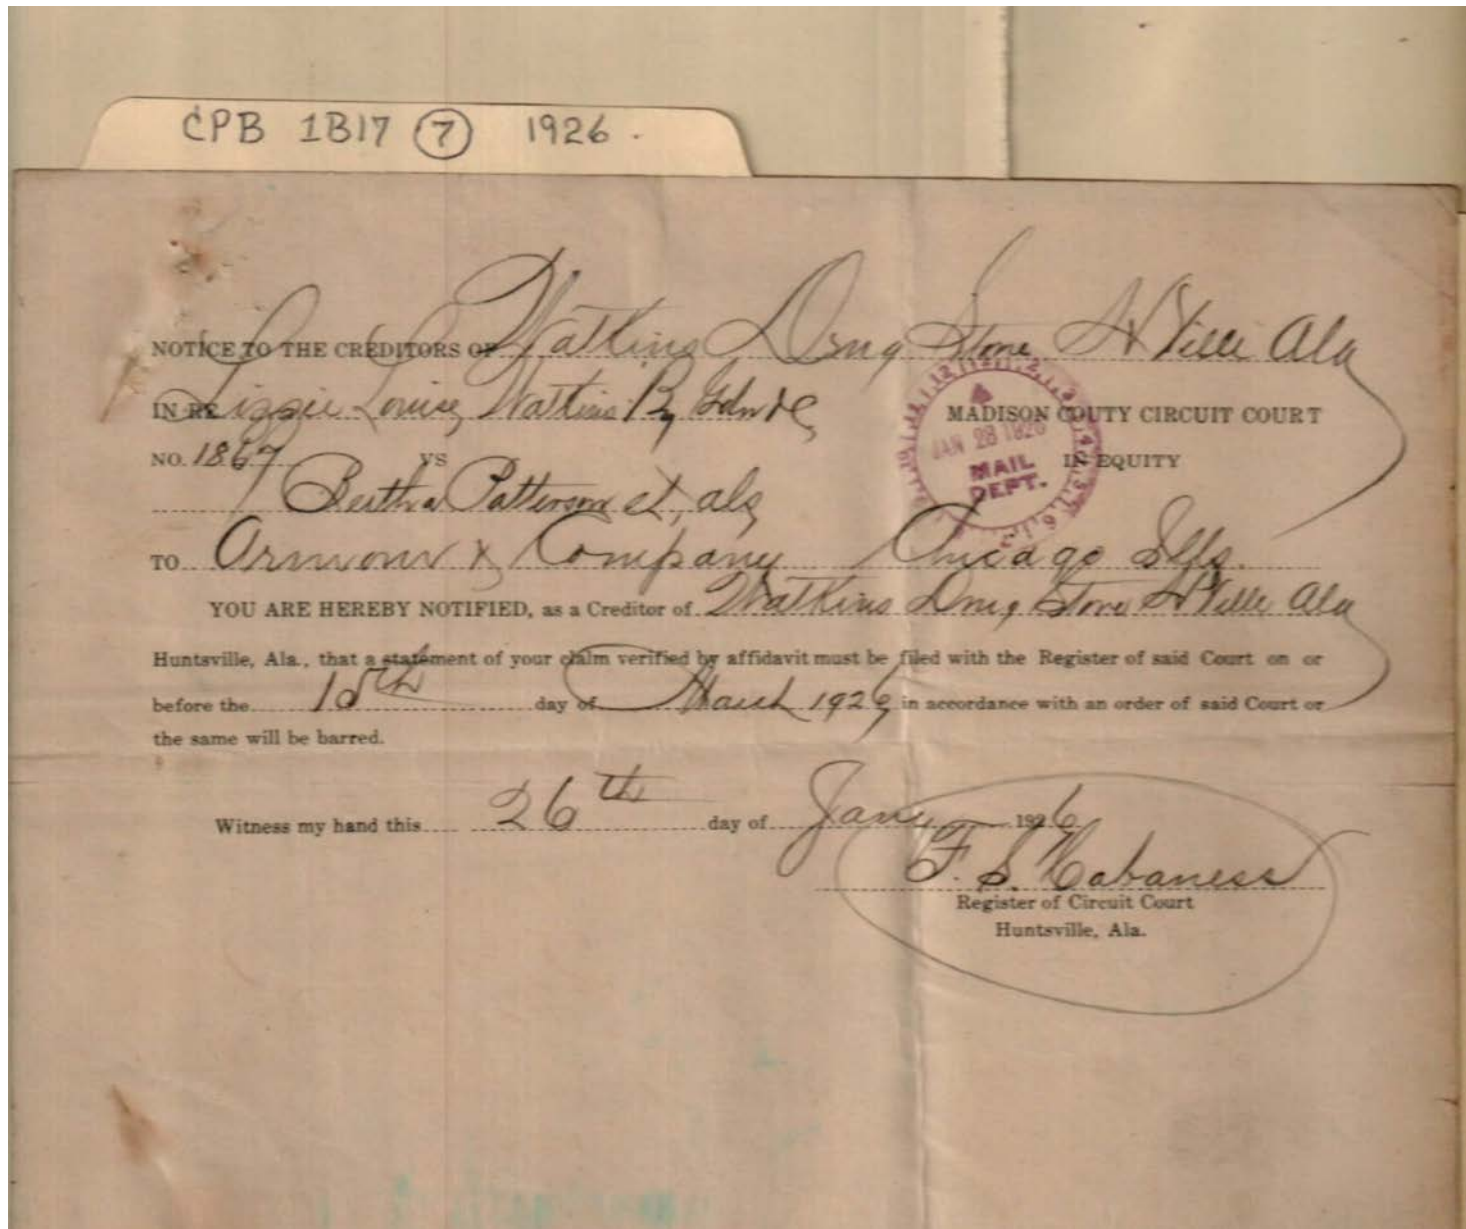 CPB 1B17 7 1926
NOTICE TO THE CREDITORS OF Watkins Drug Store H Ville Ala
IN RE Lizzie Louise Watkins By
MADISON COUTY CIRCUIT COURT
NO. 1867 VS
IN EQUITY
JAN 28 1926
MAIL
DEPT.
Bertha Patterson et, als
TO Armour & Company Chicago Ills.
YOU ARE HEREBY NOTIFIED, as a Creditor of Watkins Drug Store H Ville Ala
Huntsville, Ala., that a statement of your claim verified by affidavit must be filed with the Register of said Court on or
before the 15th day of March 1926 in accordance with an order of said Court or
the same will be barred.
Witness my hand this 26th day of Jany 1926
F. S. Cabaness
Register of Circuit Court
Huntsville, Ala.